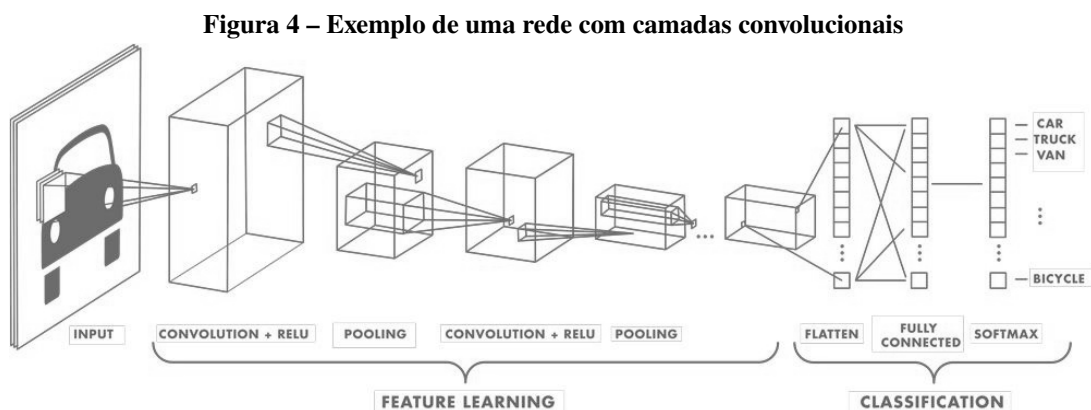 Figura 4 – Exemplo de uma rede com camadas convolucionais
CAR
TRUCK
VAN
BICYCLE
INPUT
CONVOLUTION + RELU
POOLING
CONVOLUTION + RELU
POOLING
FLATTEN
FULLY
CONNECTED
SOFTMAX
FEATURE LEARNING
CLASSIFICATION